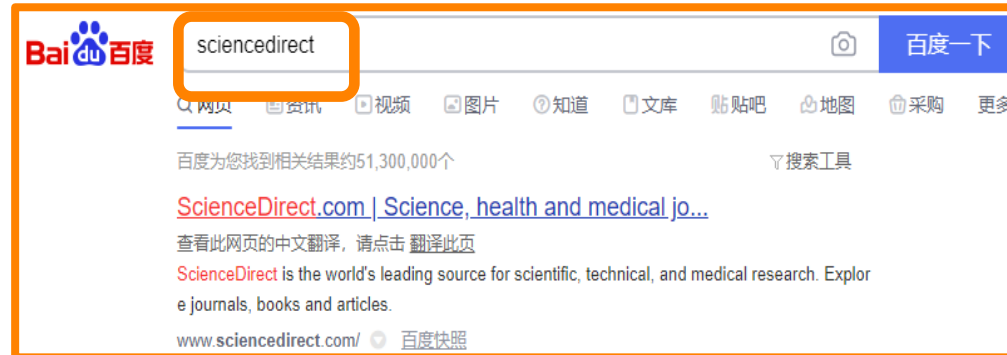 Bai du 百度
sciencedirect
百度一下
网页 资讯 视频 图片 知道 文库 贴吧 地图 采购 更多
百度为您找到相关结果约51,300,000个
搜索工具
ScienceDirect.com | Science, health and medical jo...
查看此网页的中文翻译，请点击 翻译此页
ScienceDirect is the world's leading source for scientific, technical, and medical research. Explor
e journals, books and articles.
www.sciencedirect.com/ 百度快照